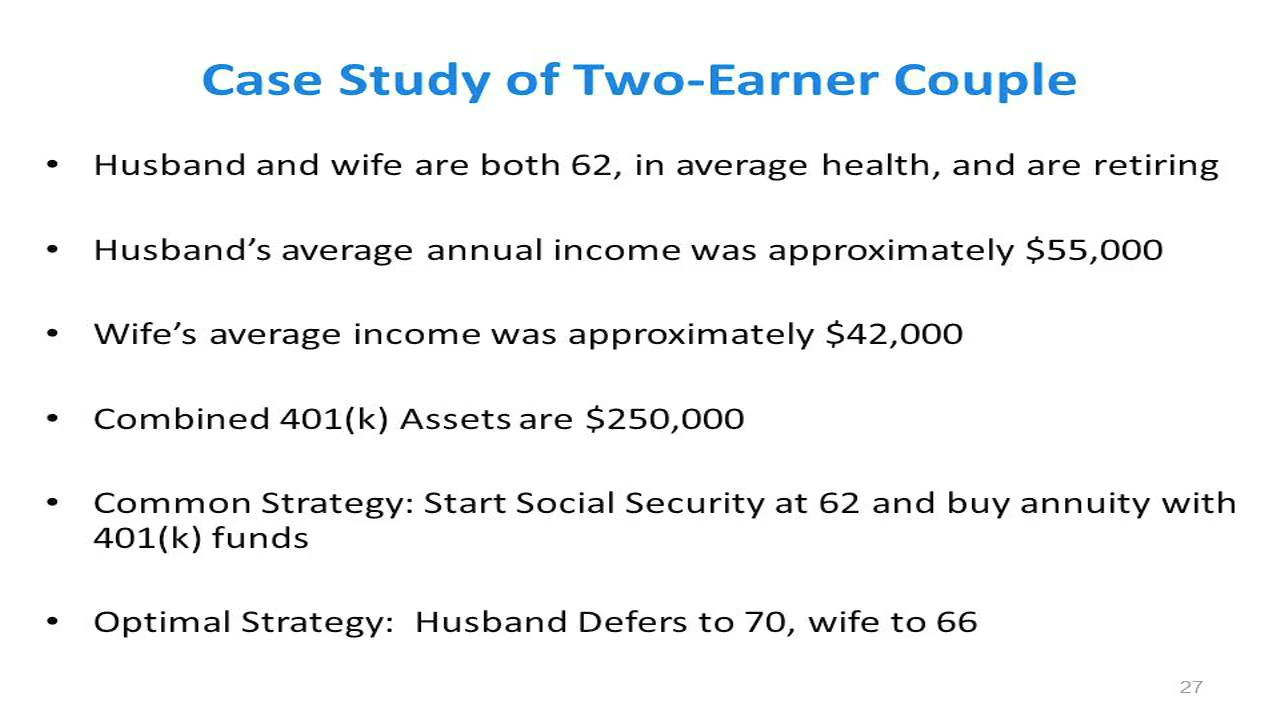 Case Study of Two-Earner Couple
• Husband and wife are both 62, in average health, and are retiring
• Husband’s average annual income was approximately $55,000
• Wife’s average income was approximately $42,000
• Combined 401(k) Assets are $250,000
• Common Strategy: Start Social Security at 62 and buy annuity with
401(k) funds
• Optimal Strategy:  Husband Defers to 70, wife to 66
27